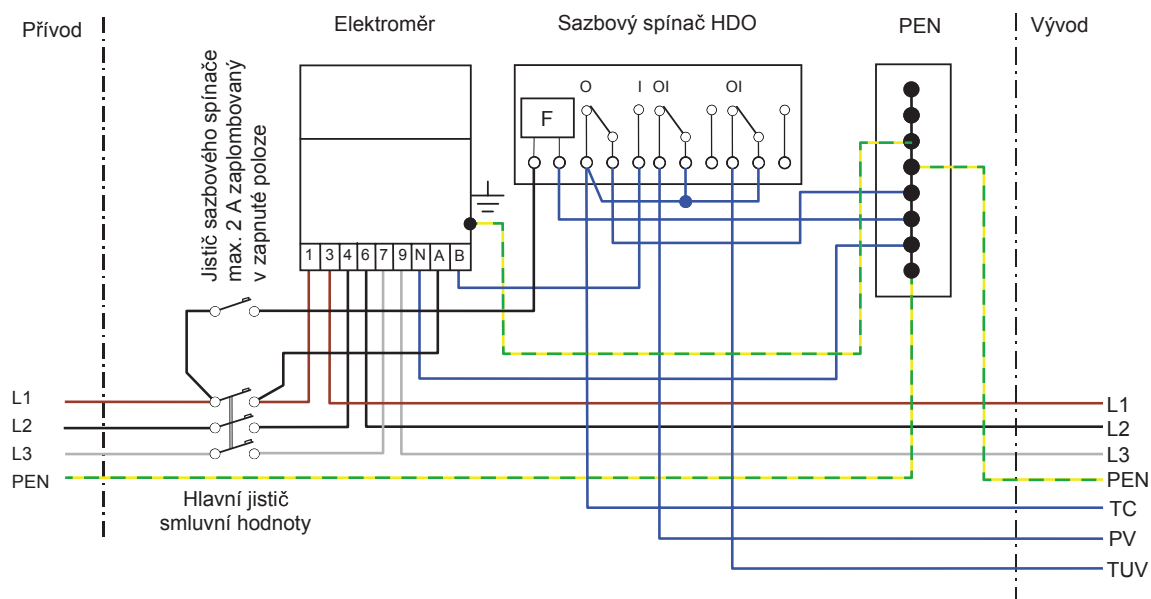 Přívod
Elektroměr
Sazbový spínač HDO
PEN
Vývod
Jistič sazbového spínače
max. 2 A zaplombovaný
v zapnuté poloze
O
I
OI
OI
F
1 3 4 6 7 9 N A B
L1
L2
L3
PEN
Hlavní jistič
smluvní hodnoty
L1
L2
L3
PEN
TC
PV
TUV